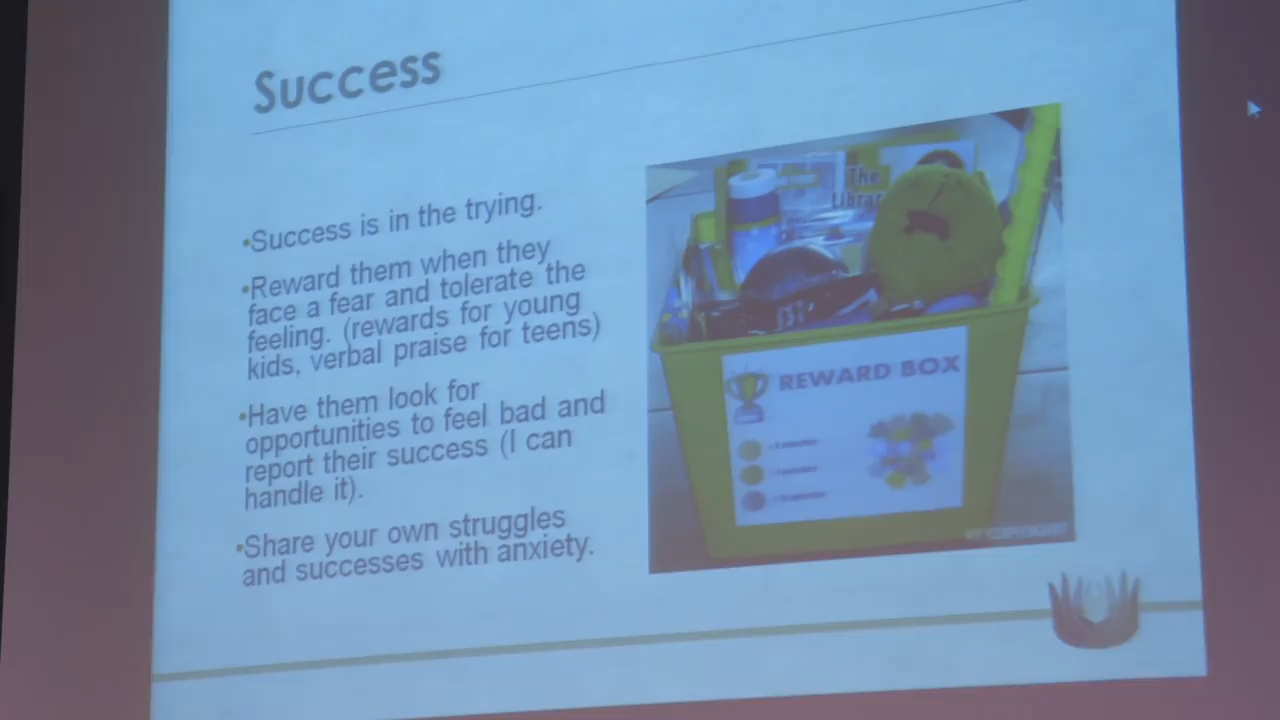 Success
•Success is in the trying.
•Reward them when they
face a fear and tolerate the
feeling. (rewards for young
kids, verbal praise for teens)
•Have them look for
opportunities to feel bad and
report their success (I can
handle it).
•Share your own struggles
and successes with anxiety.
The
REWARD BOX